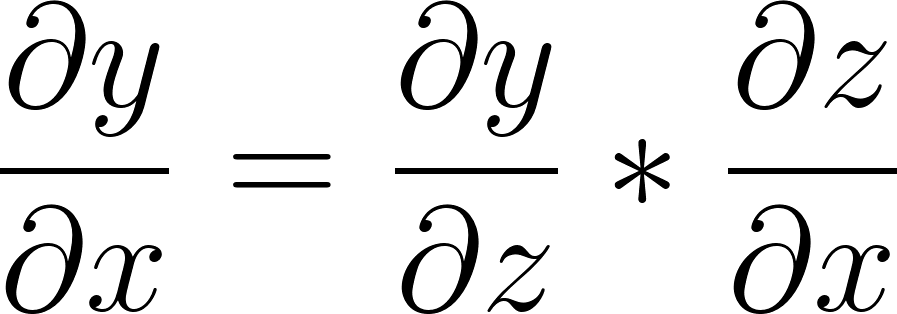 ∂y/∂x = ∂y/∂z * ∂z/∂x